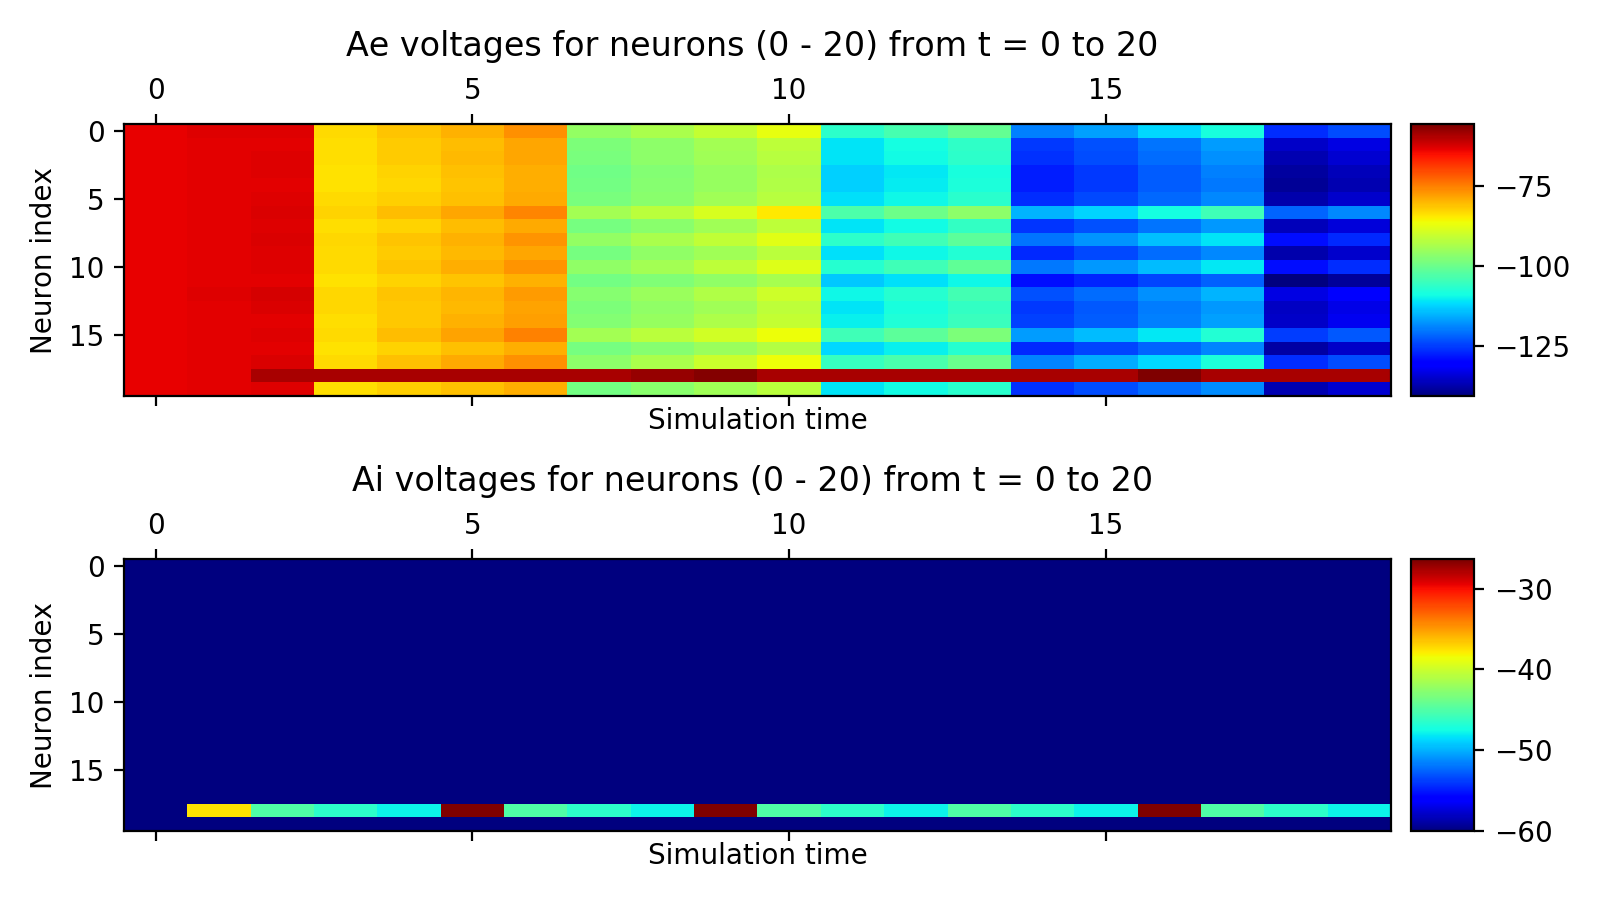 Ae voltages for neurons (0 - 20) from t = 0 to 20
0 5 10 15
Neuron index
0
5
10
15
−75
−100
−125
Simulation time
Ai voltages for neurons (0 - 20) from t = 0 to 20
0 5 10 15
Neuron index
0
5
10
15
−30
−40
−50
−60
Simulation time